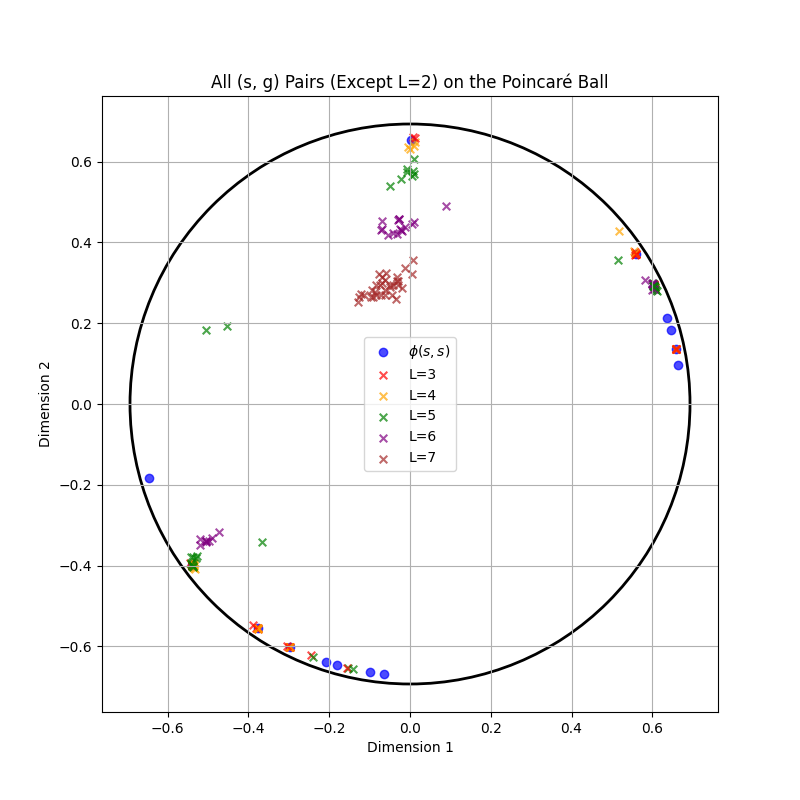 All (s, g) Pairs (Except L=2) on the Poincaré Ball
Dimension 2
0.6
0.4
0.2
0.0
−0.2
−0.4
−0.6
ϕ(s, s)
L=3
L=4
L=5
L=6
L=7
−0.6 −0.4 −0.2 0.0 0.2 0.4 0.6
Dimension 1